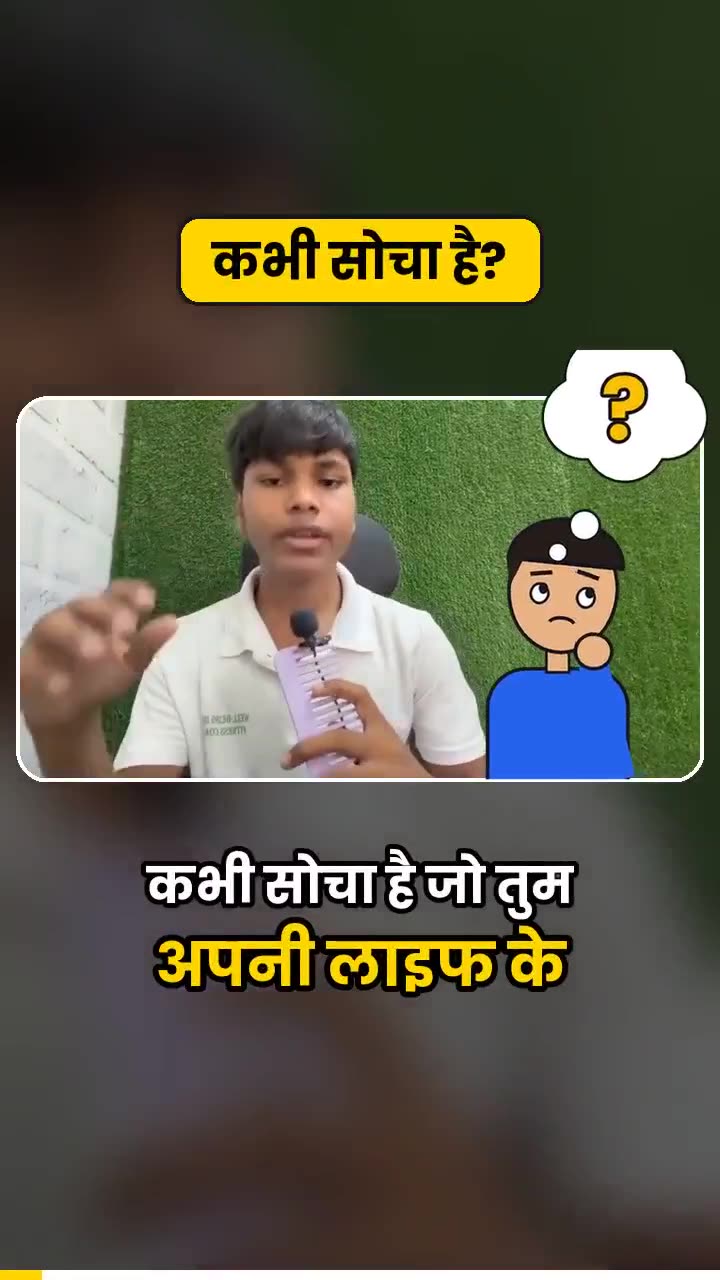 कभी सोचा है?
?
कभी सोचा है जो तुम
अपनी लाइफ के